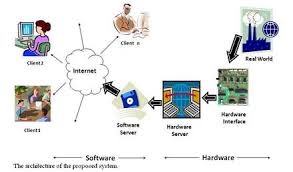 Client n
Client2
Internet
Real World
Client1
Software
Server
Hardware
Server
Hardware
Interface
Software
Hardware
The architecture of the proposed system.